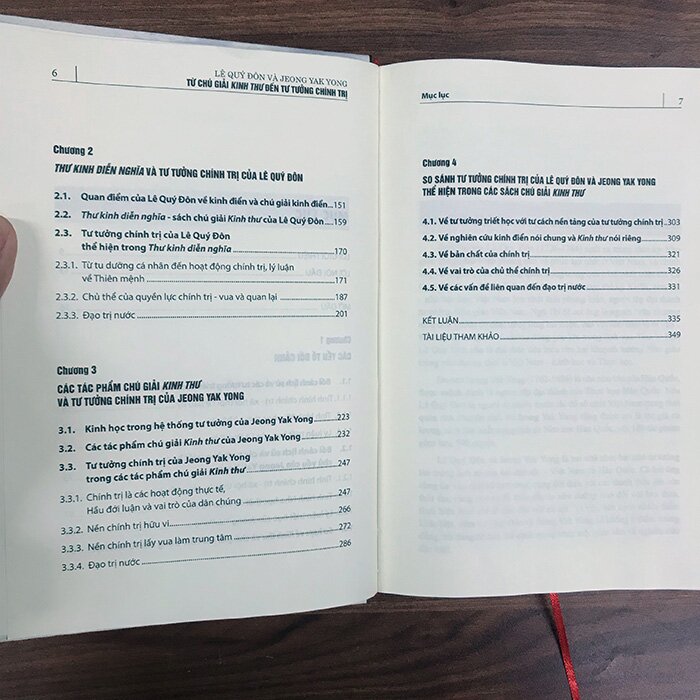 6
LÊ QUÝ ĐÔN VÀ JEONG YAK YONG
TỪ CHÚ GIẢI KINH THƯ ĐẾN TƯ TƯỞNG CHÍNH TRỊ
Chương 2
THƯ KINH DIỄN NGHĨA VÀ TƯ TƯỞNG CHÍNH TRỊ CỦA LÊ QUÝ ĐÔN
2.1. Quan điểm của Lê Quý Đôn về kinh điển và chú giải kinh điển...151
2.2. Thư kinh diễn nghĩa - sách chú giải Kinh thư của Lê Quý Đôn...159
2.3. Tư tưởng chính trị của Lê Quý Đôn
thể hiện trong Thư kinh diễn nghĩa...170
2.3.1. Từ tu dưỡng cá nhân đến hoạt động chính trị, lý luận
về Thiên mệnh...171
2.3.2. Chủ thể của quyền lực chính trị - vua và quan lại...187
2.3.3. Đạo trị nước...201
Chương 3
CÁC TÁC PHẨM CHÚ GIẢI KINH THƯ
VÀ TƯ TƯỞNG CHÍNH TRỊ CỦA JEONG YAK YONG
3.1. Kinh học trong hệ thống tư tưởng của Jeong Yak Yong...223
3.2. Các tác phẩm chú giải Kinh thư của Jeong Yak Yong...232
3.3. Tư tưởng chính trị của Jeong Yak Yong
trong các tác phẩm chú giải Kinh thư...247
3.3.1. Chính trị là các hoạt động thực tế,
Hầu đới luận và vai trò của dân chúng...247
3.3.2. Nền chính trị hữu vi...266
3.3.3. Nền chính trị lấy vua làm trung tâm...272
3.3.4. Đạo trị nước...286
Mục lục
7
Chương 4
SO SÁNH TƯ TƯỞNG CHÍNH TRỊ CỦA LÊ QUÝ ĐÔN VÀ JEONG YAK YONG
THỂ HIỆN TRONG CÁC SÁCH CHÚ GIẢI KINH THƯ
4.1. Về tư tưởng triết học với tư cách nền tảng của tư tưởng chính trị...303
4.2. Về nghiên cứu kinh điển nói chung và Kinh thư nói riêng...309
4.3. Về bản chất của chính trị...321
4.4. Về vai trò của chủ thể chính trị...326
4.5. Về các vấn đề liên quan đến đạo trị nước...331
KẾT LUẬN...335
TÀI LIỆU THAM KHẢO...349